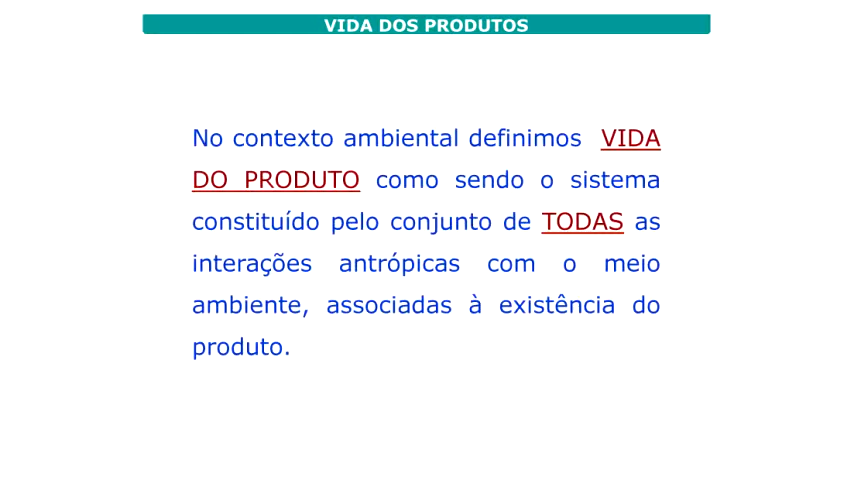 VIDA DOS PRODUTOS
No contexto ambiental definimos VIDA
DO PRODUTO como sendo o sistema
constituído pelo conjunto de TODAS as
interações antrópicas com o meio
ambiente, associadas à existência do
produto.